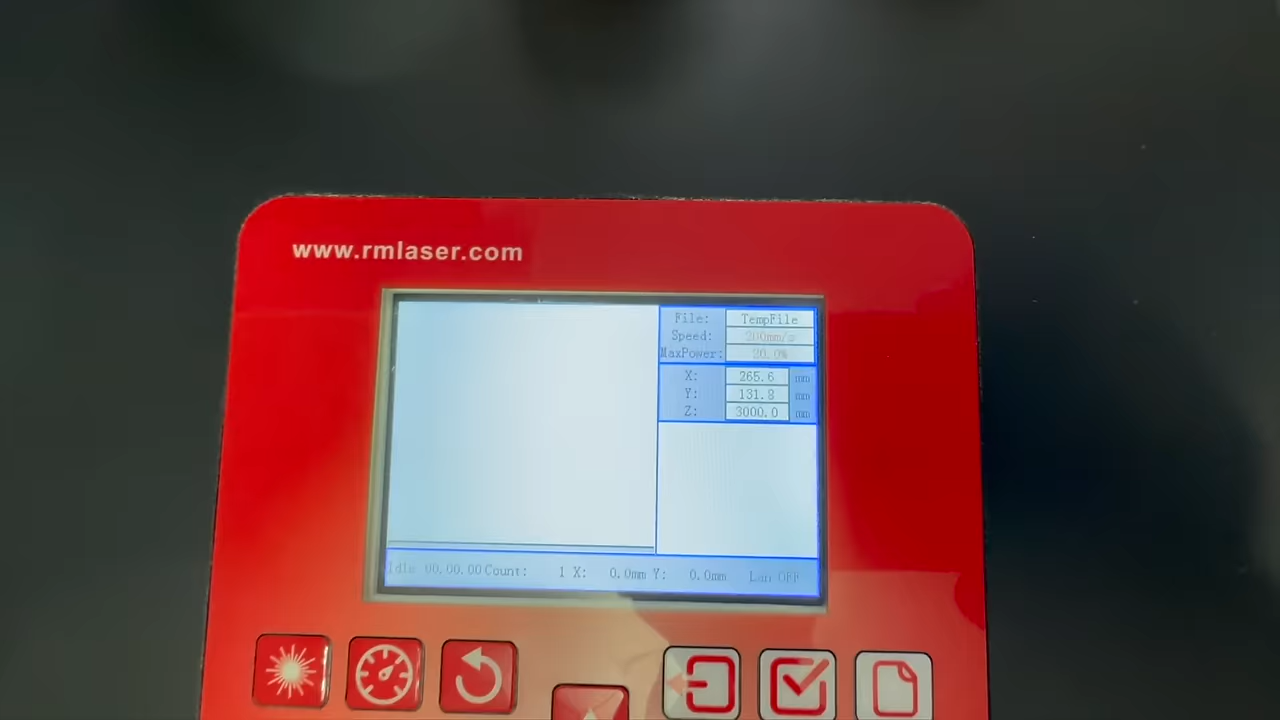 www.rmlaser.com
File: TempFile
Speed: 200mm/s
MaxPower: 20.0%
X: 265.6 mm
Y: 131.8 mm
Z: 3000.0 mm
Idle 00.00.00 Count: 1 X: 0.0mm Y: 0.0mm Lan OFF